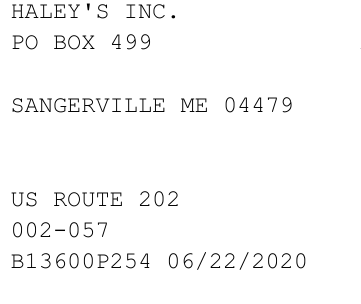 HALEY'S INC.
PO BOX 499
SANGERVILLE ME 04479
US ROUTE 202
002-057
B13600P254 06/22/2020